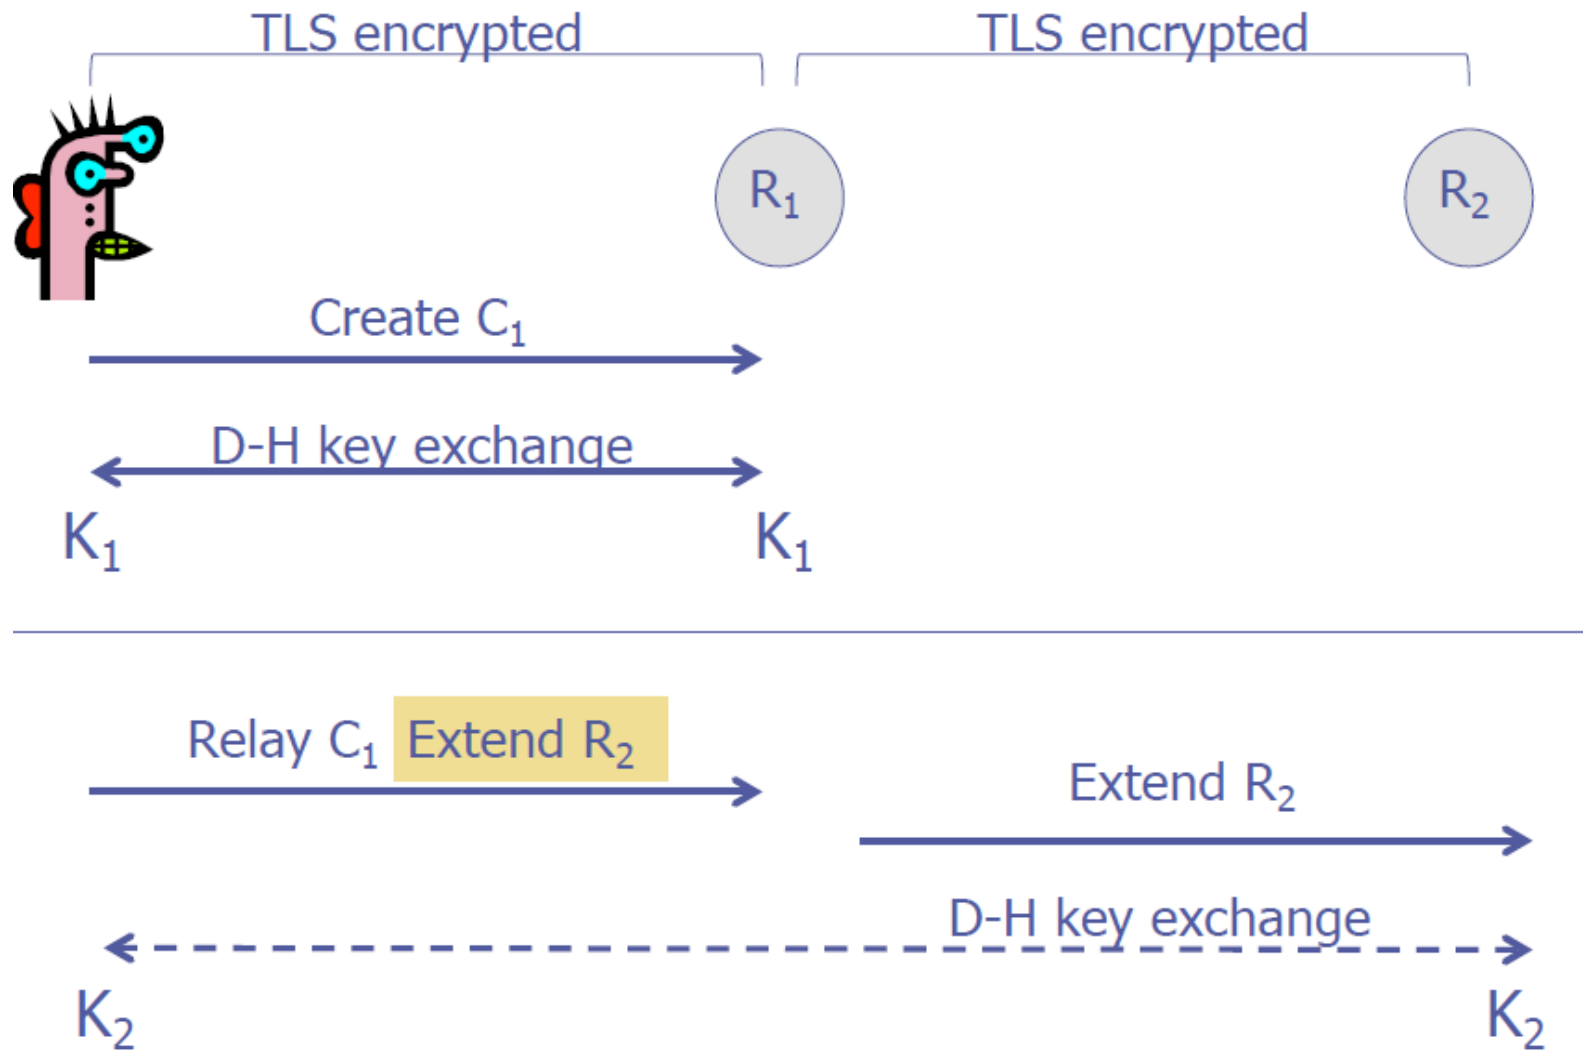 TLS encrypted TLS encrypted
R₁ R₂
Create C₁
D-H key exchange
K₁ K₁
Relay C₁ Extend R₂
Extend R₂
D-H key exchange
K₂ K₂